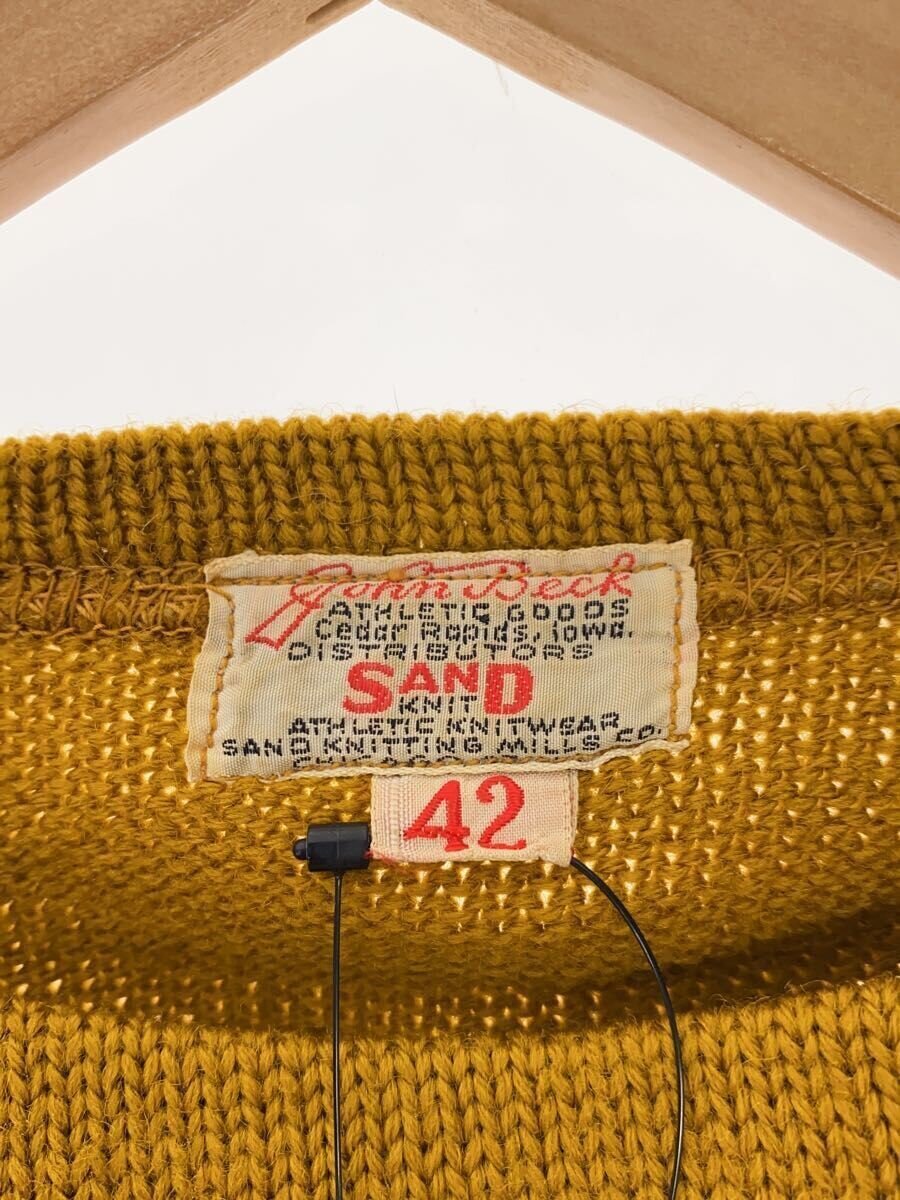 John Beck
ATHLETIC GOODS
Cedar Rapids, Iowa.
DISTRIBUTORS
SAND
KNIT
ATHLETIC KNITWEAR
SAND KNITTING MILLS CO.
42